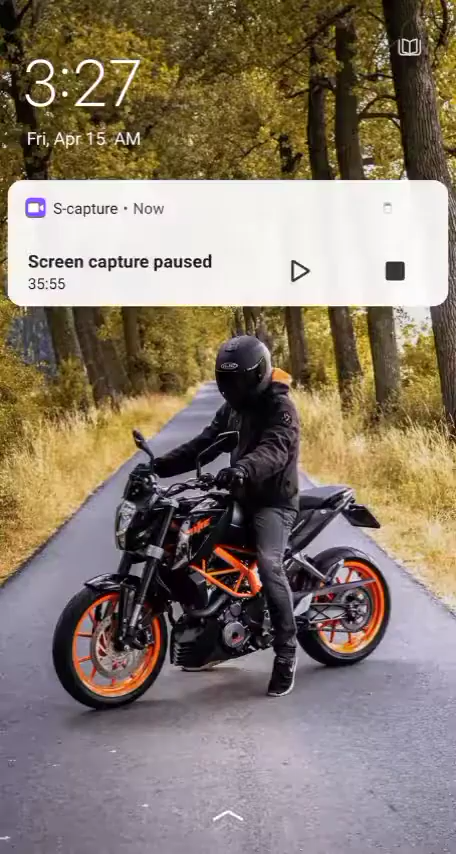 3:27
Fri, Apr 15 AM
S-capture • Now
Screen capture paused
35:55